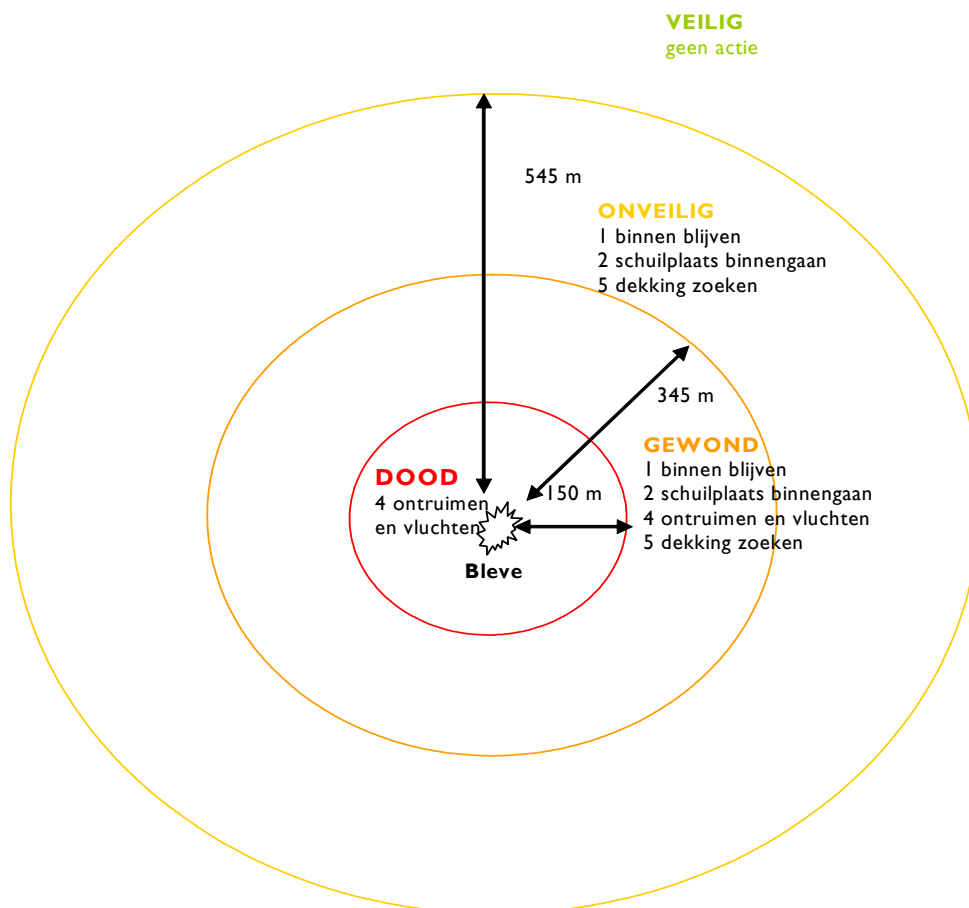 VEILIG
geen actie
545 m
ONVEILIG
1 binnen blijven
2 schuilplaats binnengaan
5 dekking zoeken
345 m
GEWOND
1 binnen blijven
2 schuilplaats binnengaan
4 ontruimen en vluchten
5 dekking zoeken
DOOD
4 ontruimen
en vluchten
150 m
Bleve